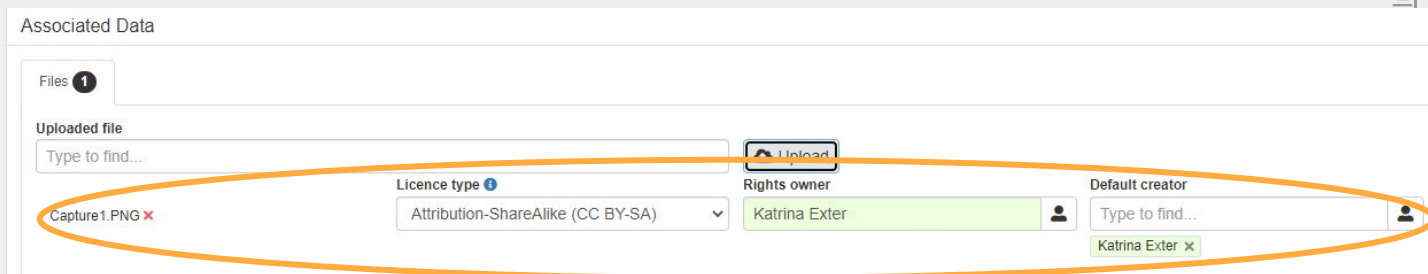 Associated Data
Files 1
Uploaded file
Type to find...
Upload
Licence type
Rights owner
Default creator
Capture1.PNG
Attribution-ShareAlike (CC BY-SA)
Katrina Exter
Type to find...
Katrina Exter